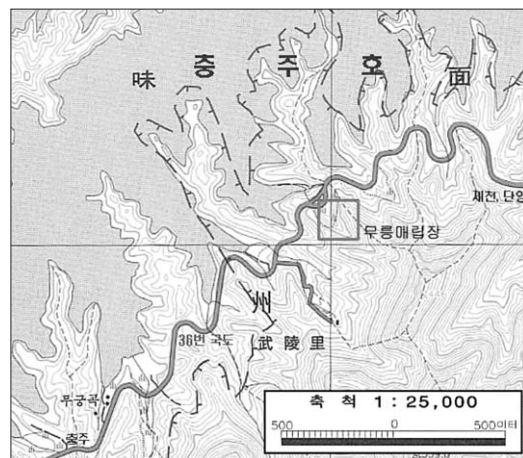 味 충 주 호 面
제천, 단양
무릉매립장
州
36번 국도
(武 陵 里
무궁곡
충주
축 척 1 : 25,000
500 0 500미터